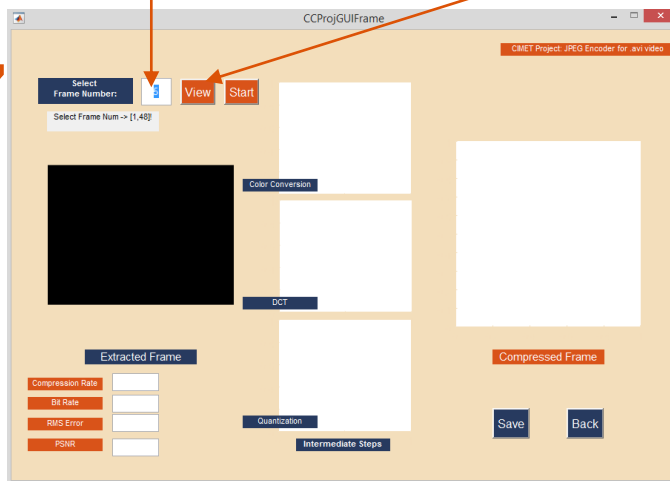 CCProjGUIFrame
CIMET Project: JPEG Encoder for .avi video
Select
Frame Number:
View
Start
Select Frame Num -> [1,48]!
Color Conversion
DCT
Extracted Frame
Compressed Frame
Compression Rate
Bit Rate
RMS Error
Quantization
Save
Back
PSNR
Intermediate Steps